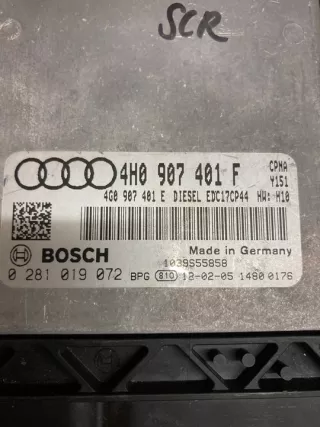 SCR
4H0 907 401 F CPMA
4G0 907 401 E DIESEL EDC17CP44 Y151
HW: H10
BOSCH Made in Germany
1039S55858
0 281 019 072 BPG 810 12-02-05 1480 0176